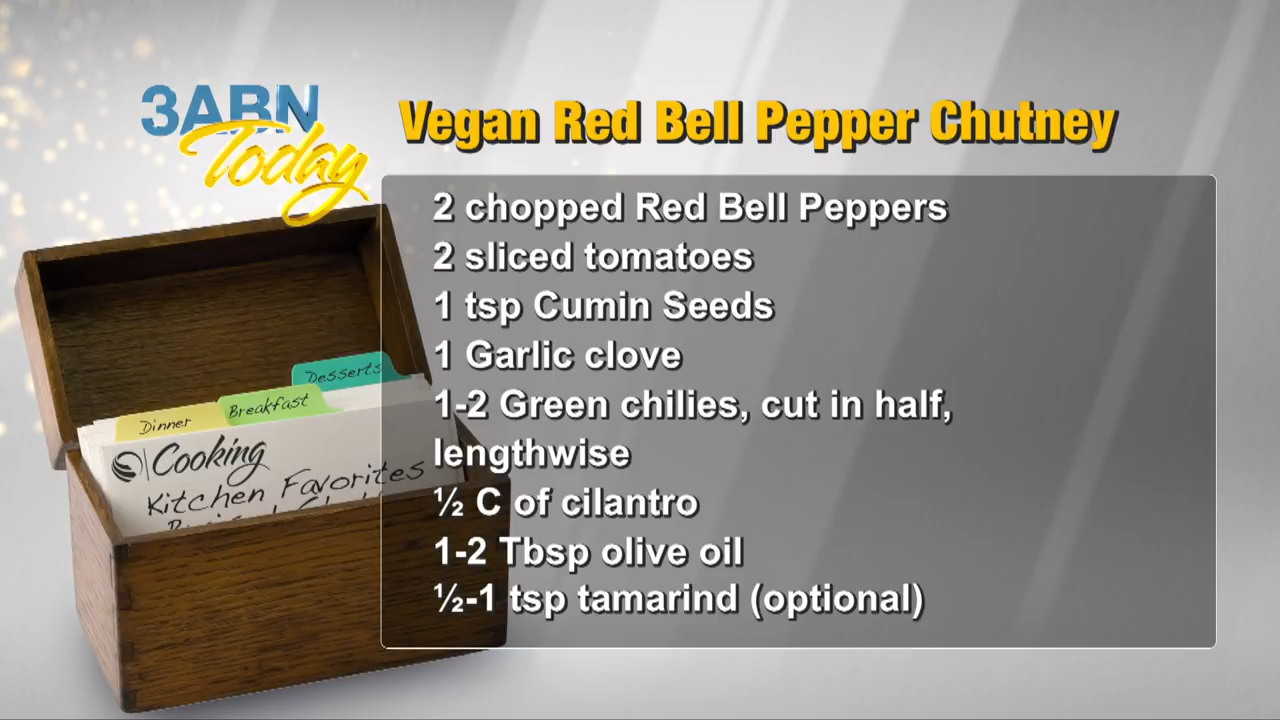 3ABN
Today
Vegan Red Bell Pepper Chutney
2 chopped Red Bell Peppers
2 sliced tomatoes
1 tsp Cumin Seeds
1 Garlic clove
1-2 Green chilies, cut in half,
lengthwise
½ C of cilantro
1-2 Tbsp olive oil
½-1 tsp tamarind (optional)
Desserts
Breakfast
Dinner
Cooking
Kitchen Favorites